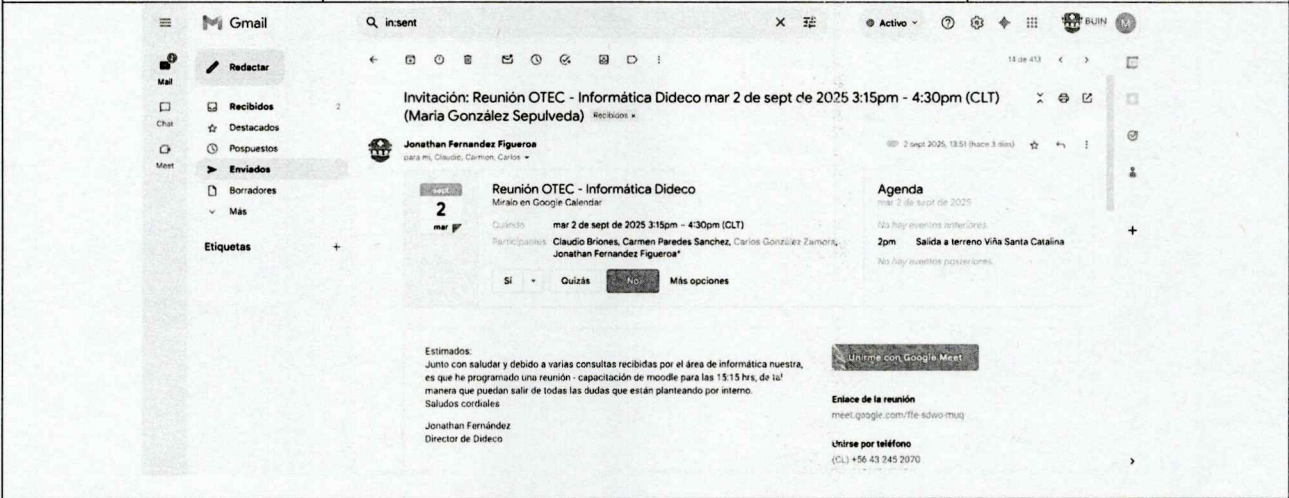 Gmail
in:sent
Activo
BUIN
M
Redactar
14 de 413
Mail
Chat
Meet
Recibidos 2
Destacados
Pospuestos
Enviados
Borradores
Más
Etiquetas
Invitación: Reunión OTEC - Informática Dideco mar 2 de sept de 2025 3:15pm - 4:30pm (CLT)
(Maria González Sepulveda) Recibidos x
Jonathan Fernandez Figueroa
2 sept 2025, 13:51 (hace 3 días)
para mí, Claudio, Carmen, Carlos
sept
2
mar
Reunión OTEC - Informática Dideco
Miralo en Google Calendar
Cuándo mar 2 de sept de 2025 3:15pm – 4:30pm (CLT)
Participantes Claudio Briones, Carmen Paredes Sanchez, Carlos González Zamora,
Jonathan Fernandez Figueroa*
Sí Quizás No Más opciones
Agenda
mar 2 de sept de 2025
No hay eventos anteriores.
2pm Salida a terreno Viña Santa Catalina
No hay eventos posteriores.
Estimados:
Junto con saludar y debido a varias consultas recibidas por el área de informática nuestra,
es que he programado una reunión - capacitación de moodle para las 15:15 hrs, de tal
manera que puedan salir de todas las dudas que están planteando por interno.
Saludos cordiales
Jonathan Fernández
Director de Dideco
Unirme con Google Meet
Enlace de la reunión
meet.google.com/ffe-sdwo-muq
Unirse por teléfono
(CL) +56 43 245 2070